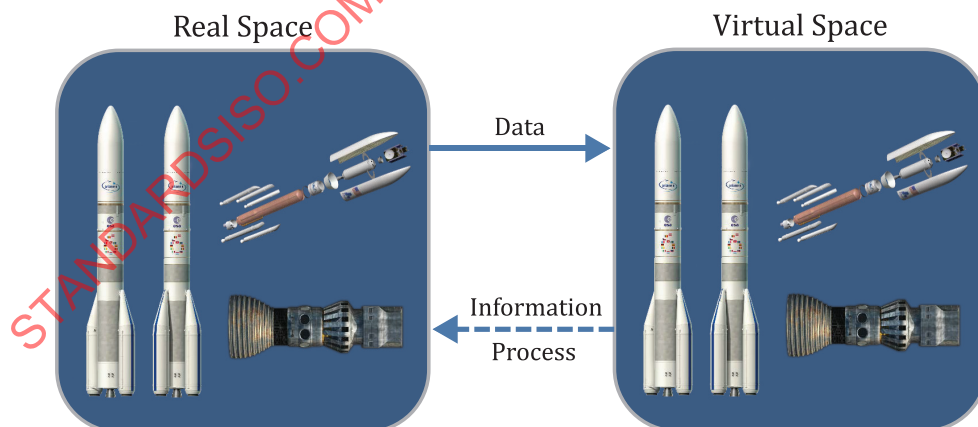 Real Space
Virtual Space
STANDARDSISO.COM
Data
Information
Process